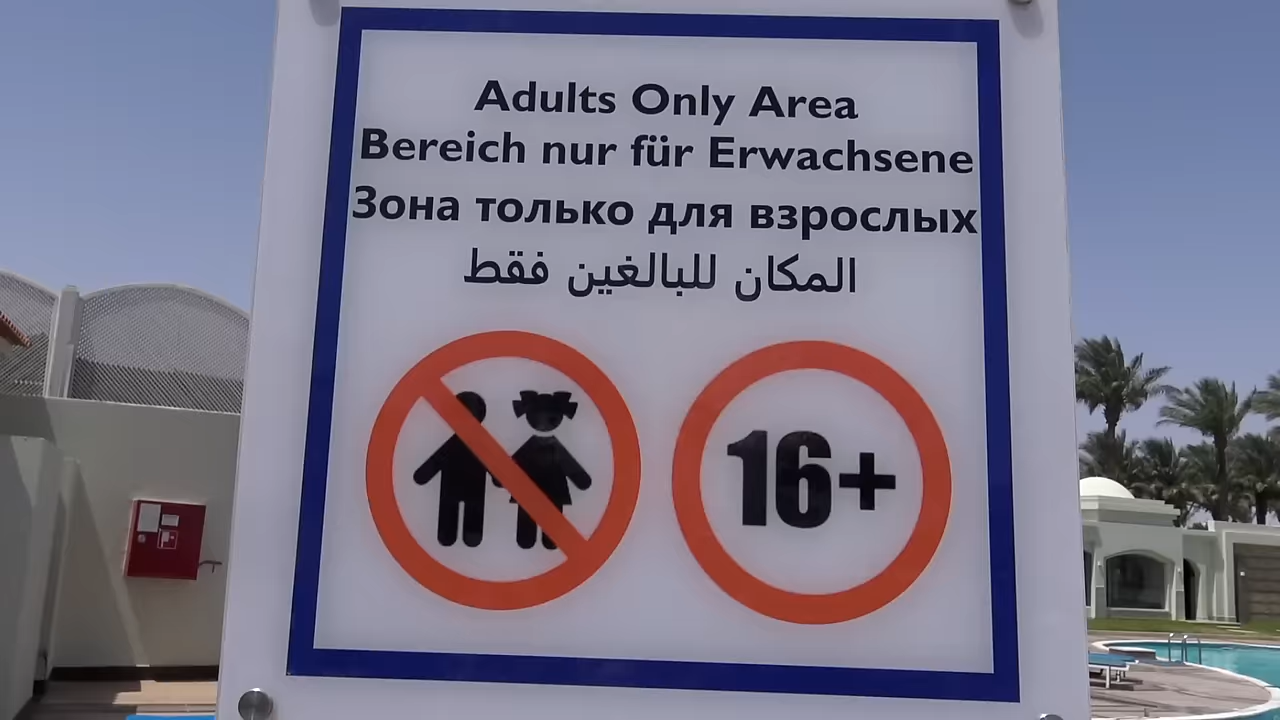 Adults Only Area
Bereich nur für Erwachsene
Зона только для взрослых
المكان للبالغين فقط
16+